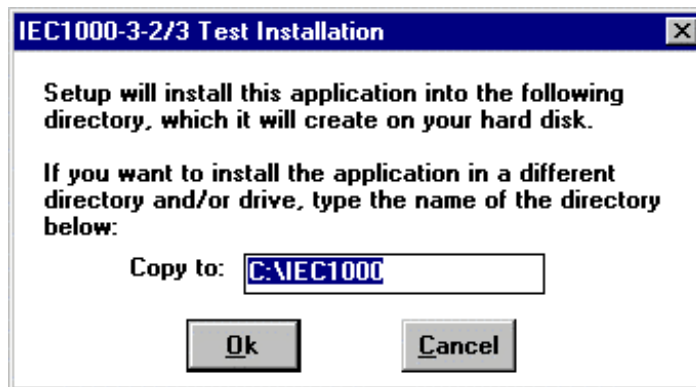 IEC1000-3-2/3 Test Installation
Setup will install this application into the following
directory, which it will create on your hard disk.
If you want to install the application in a different
directory and/or drive, type the name of the directory
below:
Copy to: C:\IEC1000
Ok Cancel